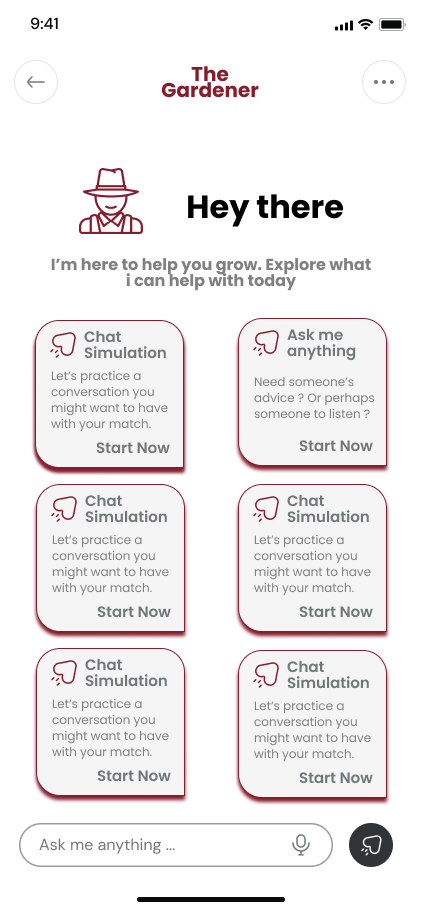 9:41
The
Gardener
Hey there
I’m here to help you grow. Explore what
i can help with today
Chat
Simulation
Let’s practice a
conversation you
might want to have
with your match.
Start Now
Ask me
anything
Need someone’s
advice ? Or perhaps
someone to listen ?
Start Now
Chat
Simulation
Let’s practice a
conversation you
might want to have
with your match.
Start Now
Chat
Simulation
Let’s practice a
conversation you
might want to have
with your match.
Start Now
Chat
Simulation
Let’s practice a
conversation you
might want to have
with your match.
Start Now
Chat
Simulation
Let’s practice a
conversation you
might want to have
with your match.
Start Now
Ask me anything ...